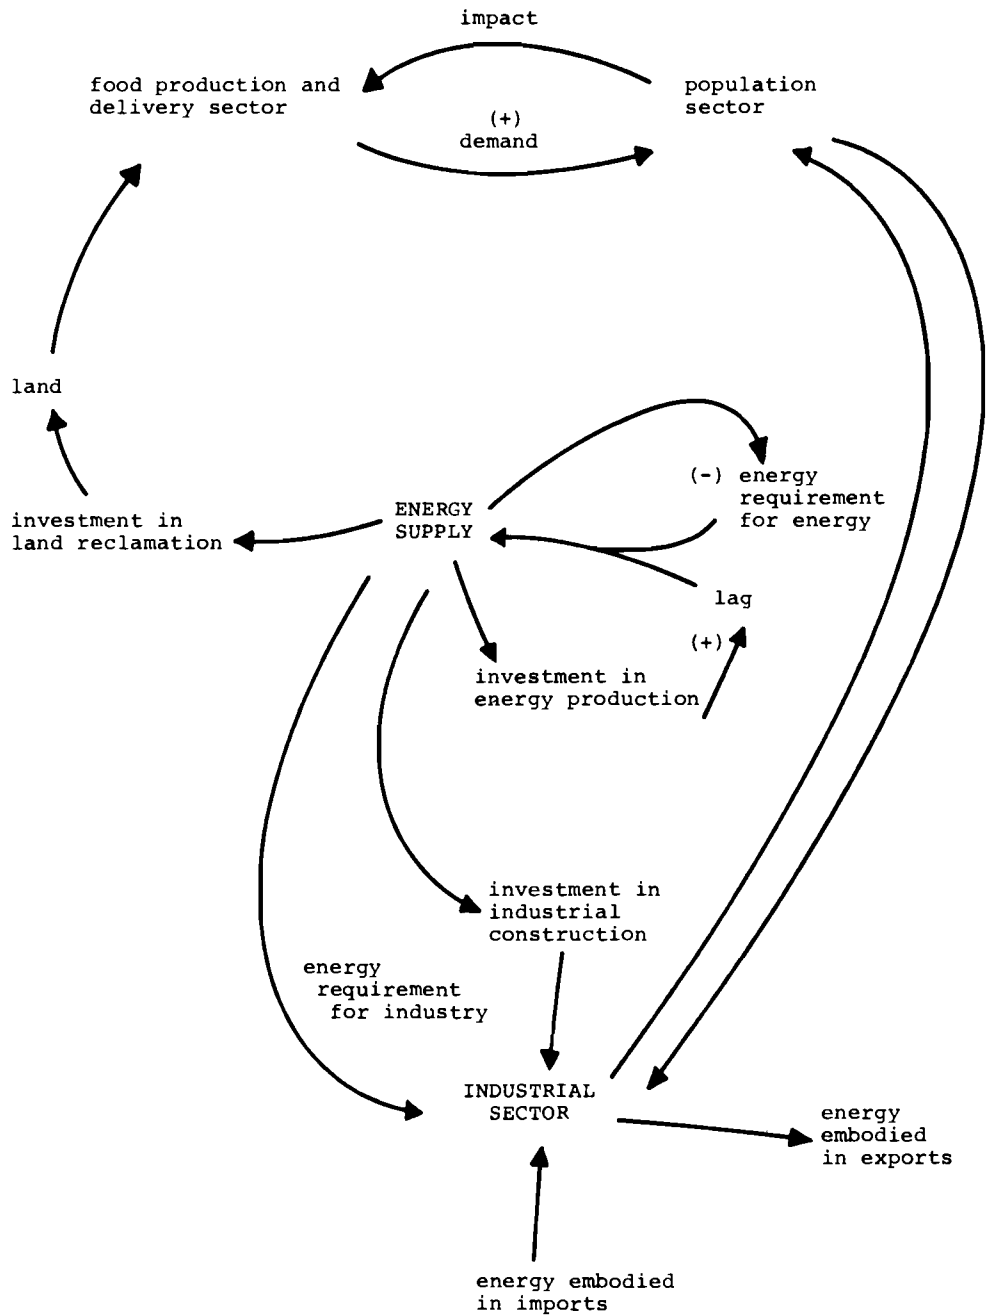 impact
food production and
delivery sector
population
sector
(+)
demand
land
(-) energy
requirement
for energy
ENERGY
SUPPLY
investment in
land reclamation
lag
(+)
investment in
energy production
investment in
industrial
construction
energy
requirement
for industry
INDUSTRIAL
SECTOR
energy
embodied
in exports
energy embodied
in imports